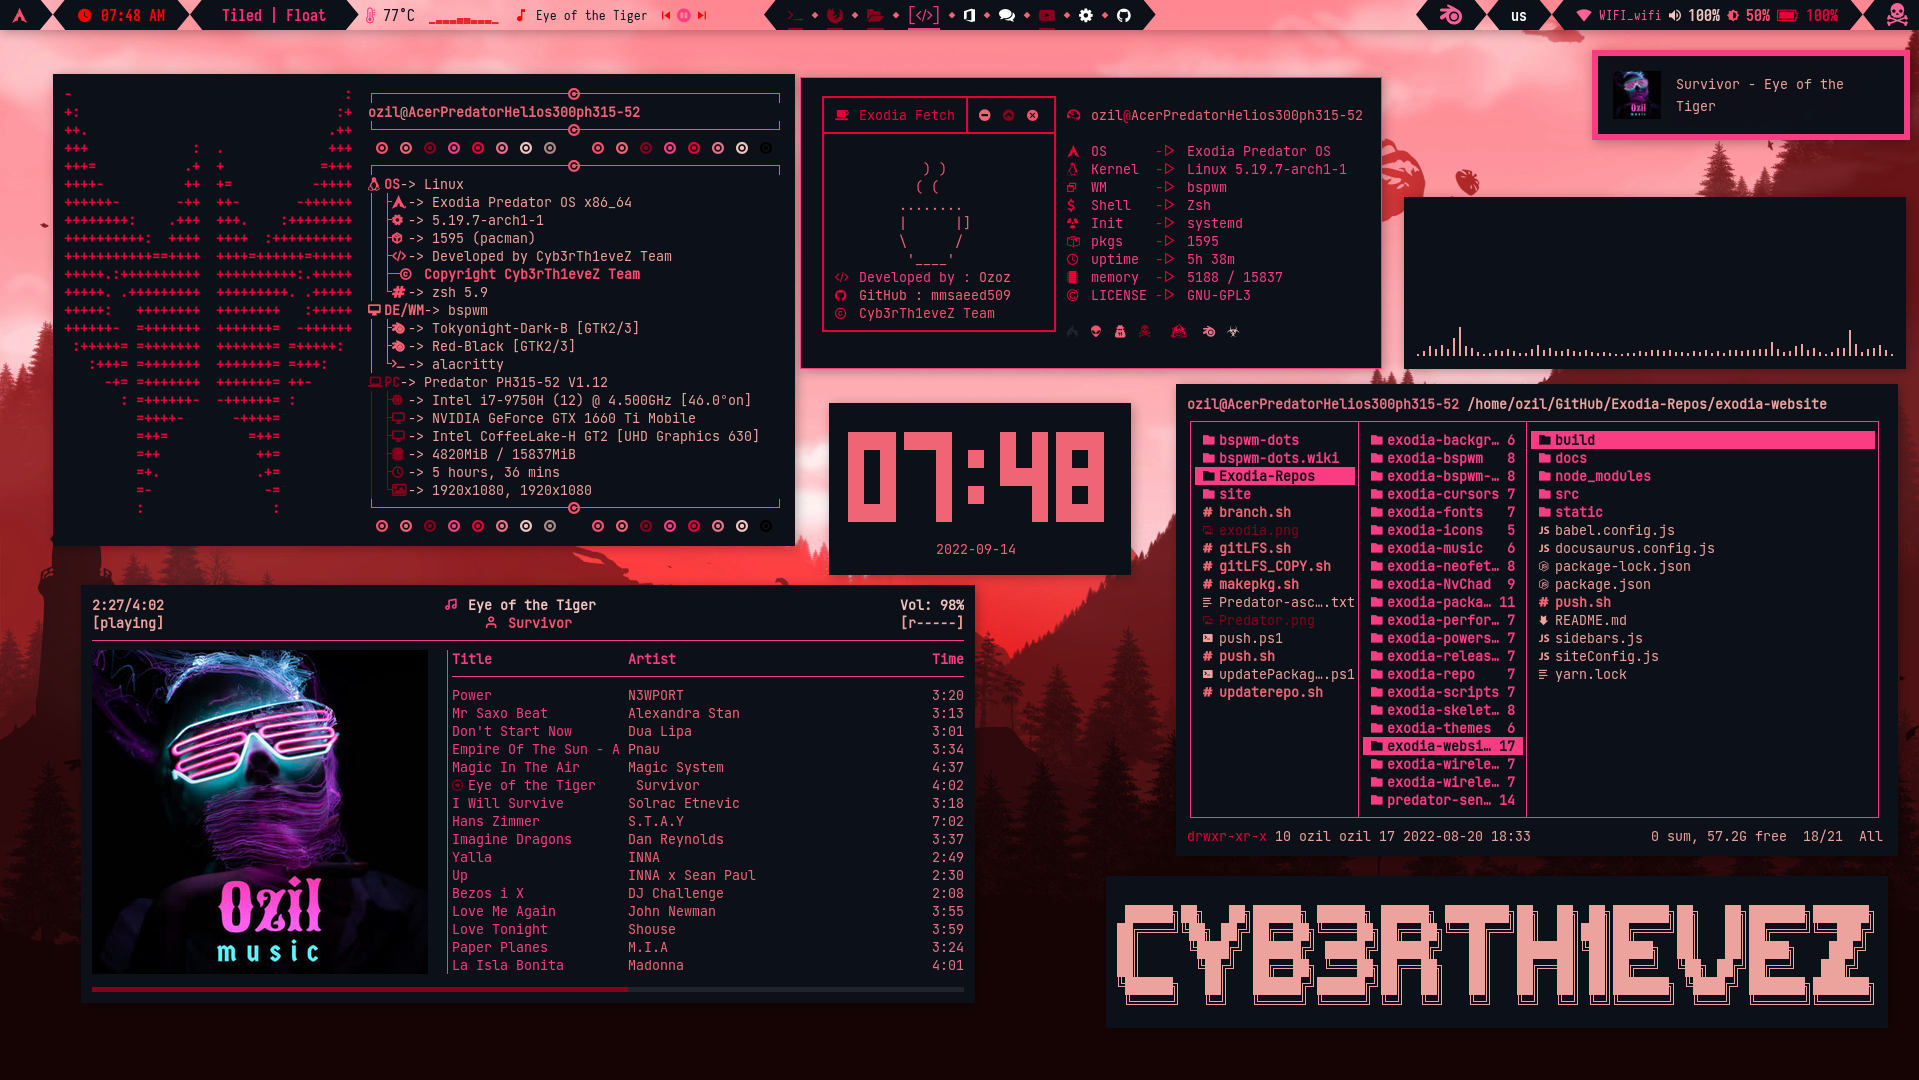 07:48 AM
Tiled | Float
77°C
Eye of the Tiger
us
WIFI_wifi 100% 50% 100%
Survivor - Eye of the
Tiger
ozil@AcerPredatorHelios300ph315-52
OS-> Linux
-> Exodia Predator OS x86_64
-> 5.19.7-arch1-1
-> 1595 (pacman)
-> Developed by Cyb3rTh1eveZ Team
Copyright Cyb3rTh1eveZ Team
-> zsh 5.9
DE/WM-> bspwm
-> Tokyonight-Dark-B [GTK2/3]
-> Red-Black [GTK2/3]
-> alacritty
PC-> Predator PH315-52 V1.12
-> Intel i7-9750H (12) @ 4.500GHz [46.0°on]
-> NVIDIA GeForce GTX 1660 Ti Mobile
-> Intel CoffeeLake-H GT2 [UHD Graphics 630]
-> 4820MiB / 15837MiB
-> 5 hours, 36 mins
-> 1920x1080, 1920x1080
Exodia Fetch
Developed by : Ozoz
GitHub : mmsaeed509
Cyb3rTh1eveZ Team
ozil@AcerPredatorHelios300ph315-52
OS Exodia Predator OS
Kernel Linux 5.19.7-arch1-1
WM bspwm
Shell Zsh
Init systemd
pkgs 1595
uptime 5h 38m
memory 5188 / 15837
LICENSE GNU-GPL3
07:48
2022-09-14
2:27/4:02 Eye of the Tiger Vol: 98%
[playing] Survivor [r-----]
Title Artist Time
Power N3WPORT 3:20
Mr Saxo Beat Alexandra Stan 3:13
Don't Start Now Dua Lipa 3:01
Empire Of The Sun - A Pnau 3:34
Magic In The Air Magic System 4:37
Eye of the Tiger Survivor 4:02
I Will Survive Solrac Etnevic 3:18
Hans Zimmer S.T.A.Y 7:02
Imagine Dragons Dan Reynolds 3:37
Yalla INNA 2:49
Up INNA x Sean Paul 2:30
Bezos i X DJ Challenge 2:08
Love Me Again John Newman 3:55
Love Tonight Shouse 3:59
Paper Planes M.I.A 3:24
La Isla Bonita Madonna 4:01
Ozil
music
ozil@AcerPredatorHelios300ph315-52 /home/ozil/GitHub/Exodia-Repos/exodia-website
bspwm-dots
bspwm-dots.wiki
Exodia-Repos
site
branch.sh
exodia.png
gitLFS.sh
gitLFS_COPY.sh
makepkg.sh
Predator-asc….txt
Predator.png
push.ps1
push.sh
updatePackag….ps1
updaterepo.sh
exodia-backgr… 6
exodia-bspwm 8
exodia-bspwm-… 8
exodia-cursors 7
exodia-fonts 7
exodia-icons 5
exodia-music 6
exodia-neofet… 8
exodia-NvChad 9
exodia-packa… 11
exodia-perfor… 7
exodia-powers… 7
exodia-releas… 7
exodia-repo 7
exodia-scripts 7
exodia-skelet… 8
exodia-themes 6
exodia-websi… 17
exodia-wirele… 7
exodia-wirele… 7
predator-sen… 14
build
docs
node_modules
src
static
babel.config.js
docusaurus.config.js
package-lock.json
package.json
push.sh
README.md
sidebars.js
siteConfig.js
yarn.lock
drwxr-xr-x 10 ozil ozil 17 2022-08-20 18:33 0 sum, 57.2G free 18/21 All
CYB3RTH1EVEZ